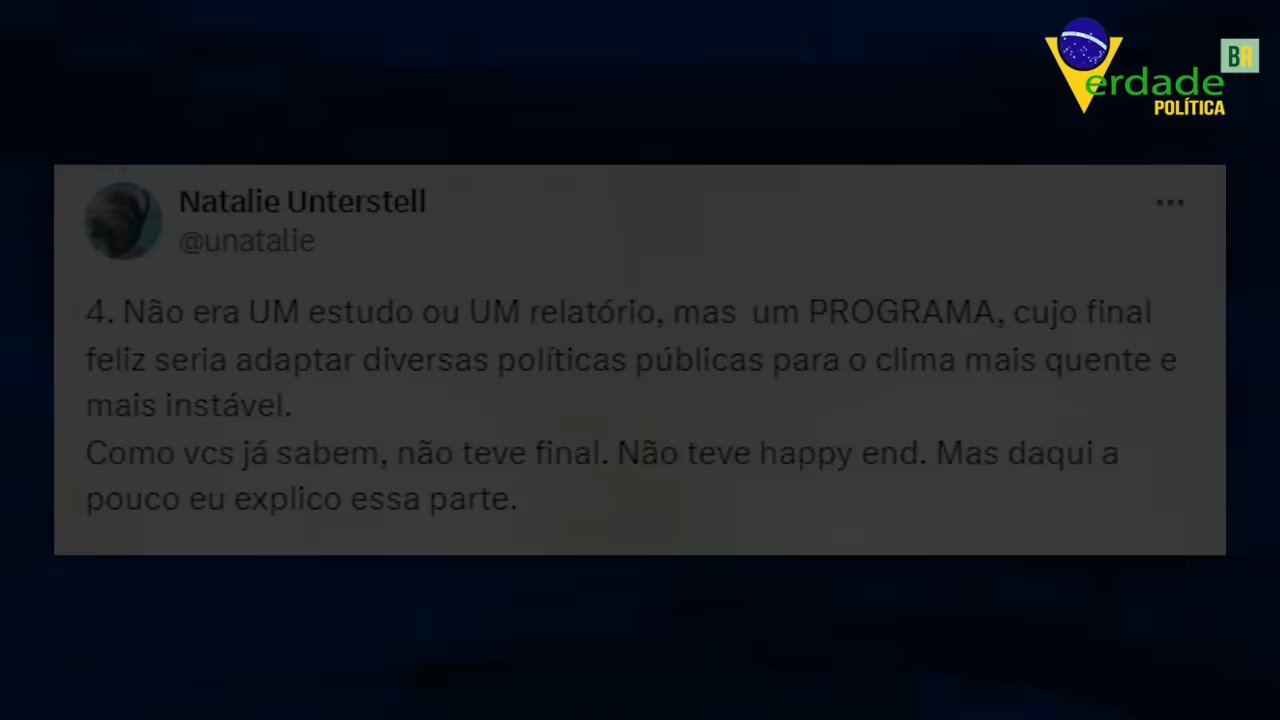 Verdade
BR
POLÍTICA
Natalie Unterstell
@unatalie
4. Não era UM estudo ou UM relatório, mas um PROGRAMA, cujo final
feliz seria adaptar diversas políticas públicas para o clima mais quente e
mais instável.
Como vcs já sabem, não teve final. Não teve happy end. Mas daqui a
pouco eu explico essa parte.